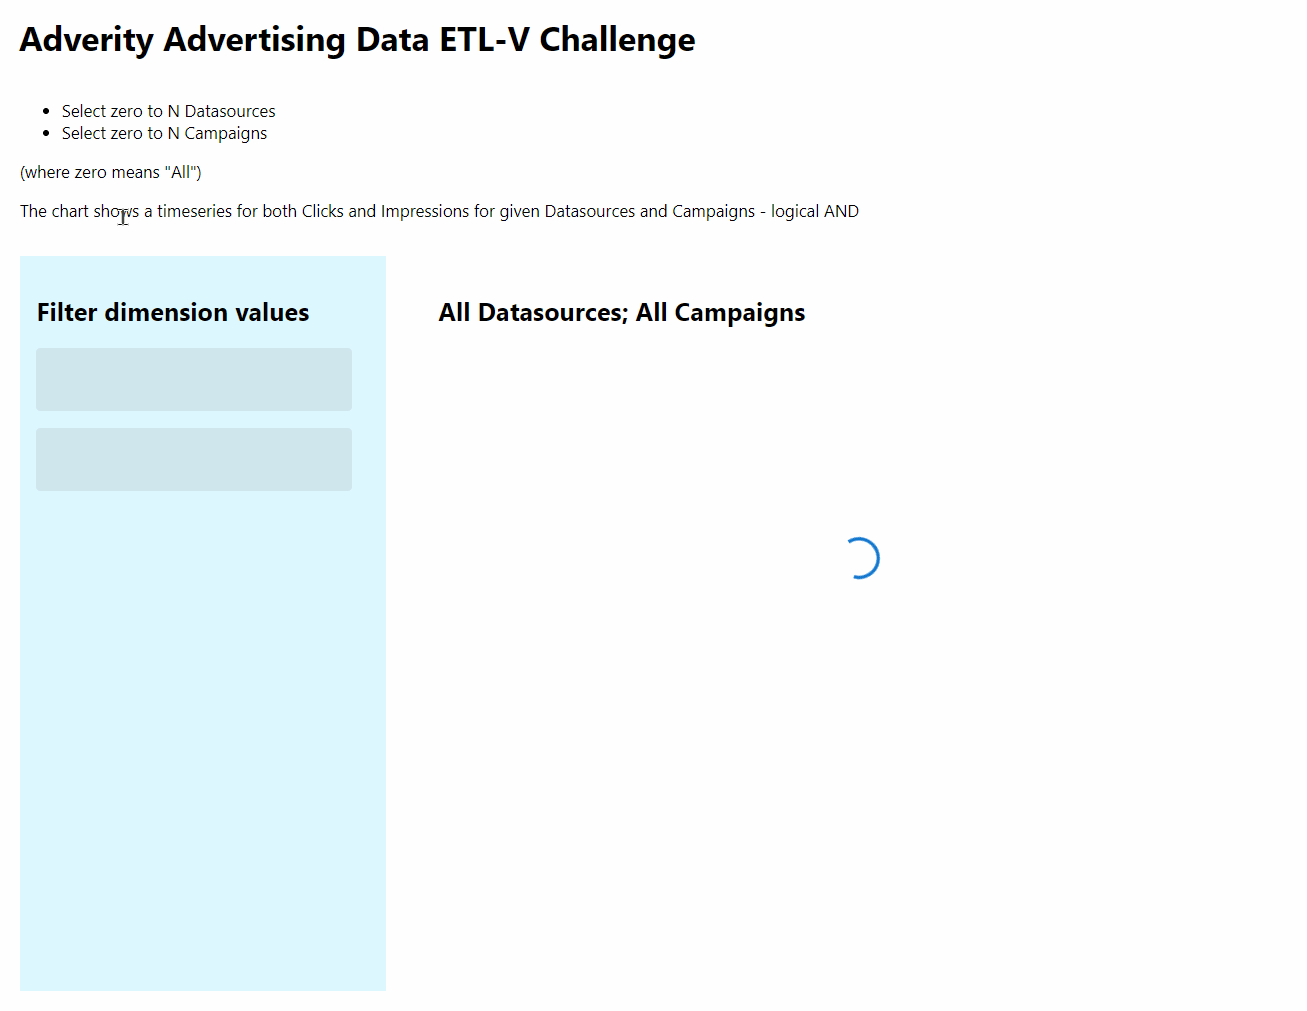 Adverity Advertising Data ETL-V Challenge
• Select zero to N Datasources
• Select zero to N Campaigns
(where zero means "All")
The chart shows a timeseries for both Clicks and Impressions for given Datasources and Campaigns - logical AND
Filter dimension values
All Datasources; All Campaigns